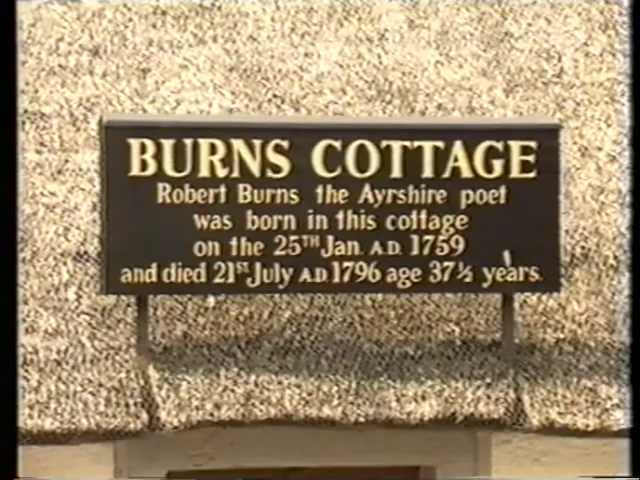 BURNS COTTAGE
Robert Burns the Ayrshire poet
was born in this cottage
on the 25TH Jan. A.D. 1759
and died 21ST July A.D. 1796 age 37½ years.